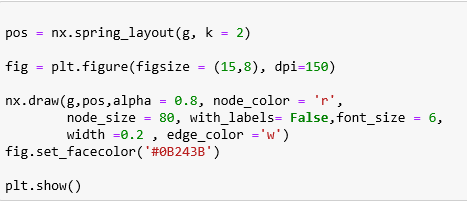 pos = nx.spring_layout(g, k = 2)
fig = plt.figure(figsize = (15,8), dpi=150)
nx.draw(g,pos,alpha = 0.8, node_color = 'r',
        node_size = 80, with_labels= False,font_size = 6,
        width =0.2 , edge_color ='w')
fig.set_facecolor('#0B243B')
plt.show()